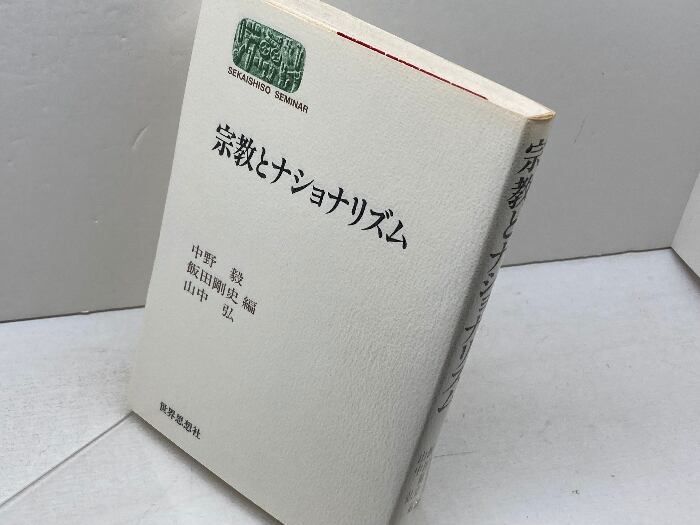 SEKAISHISO SEMINAR
宗教とナショナリズム
中野 毅
飯田剛史 編
山中 弘
世界思想社
宗教とナショナリズム